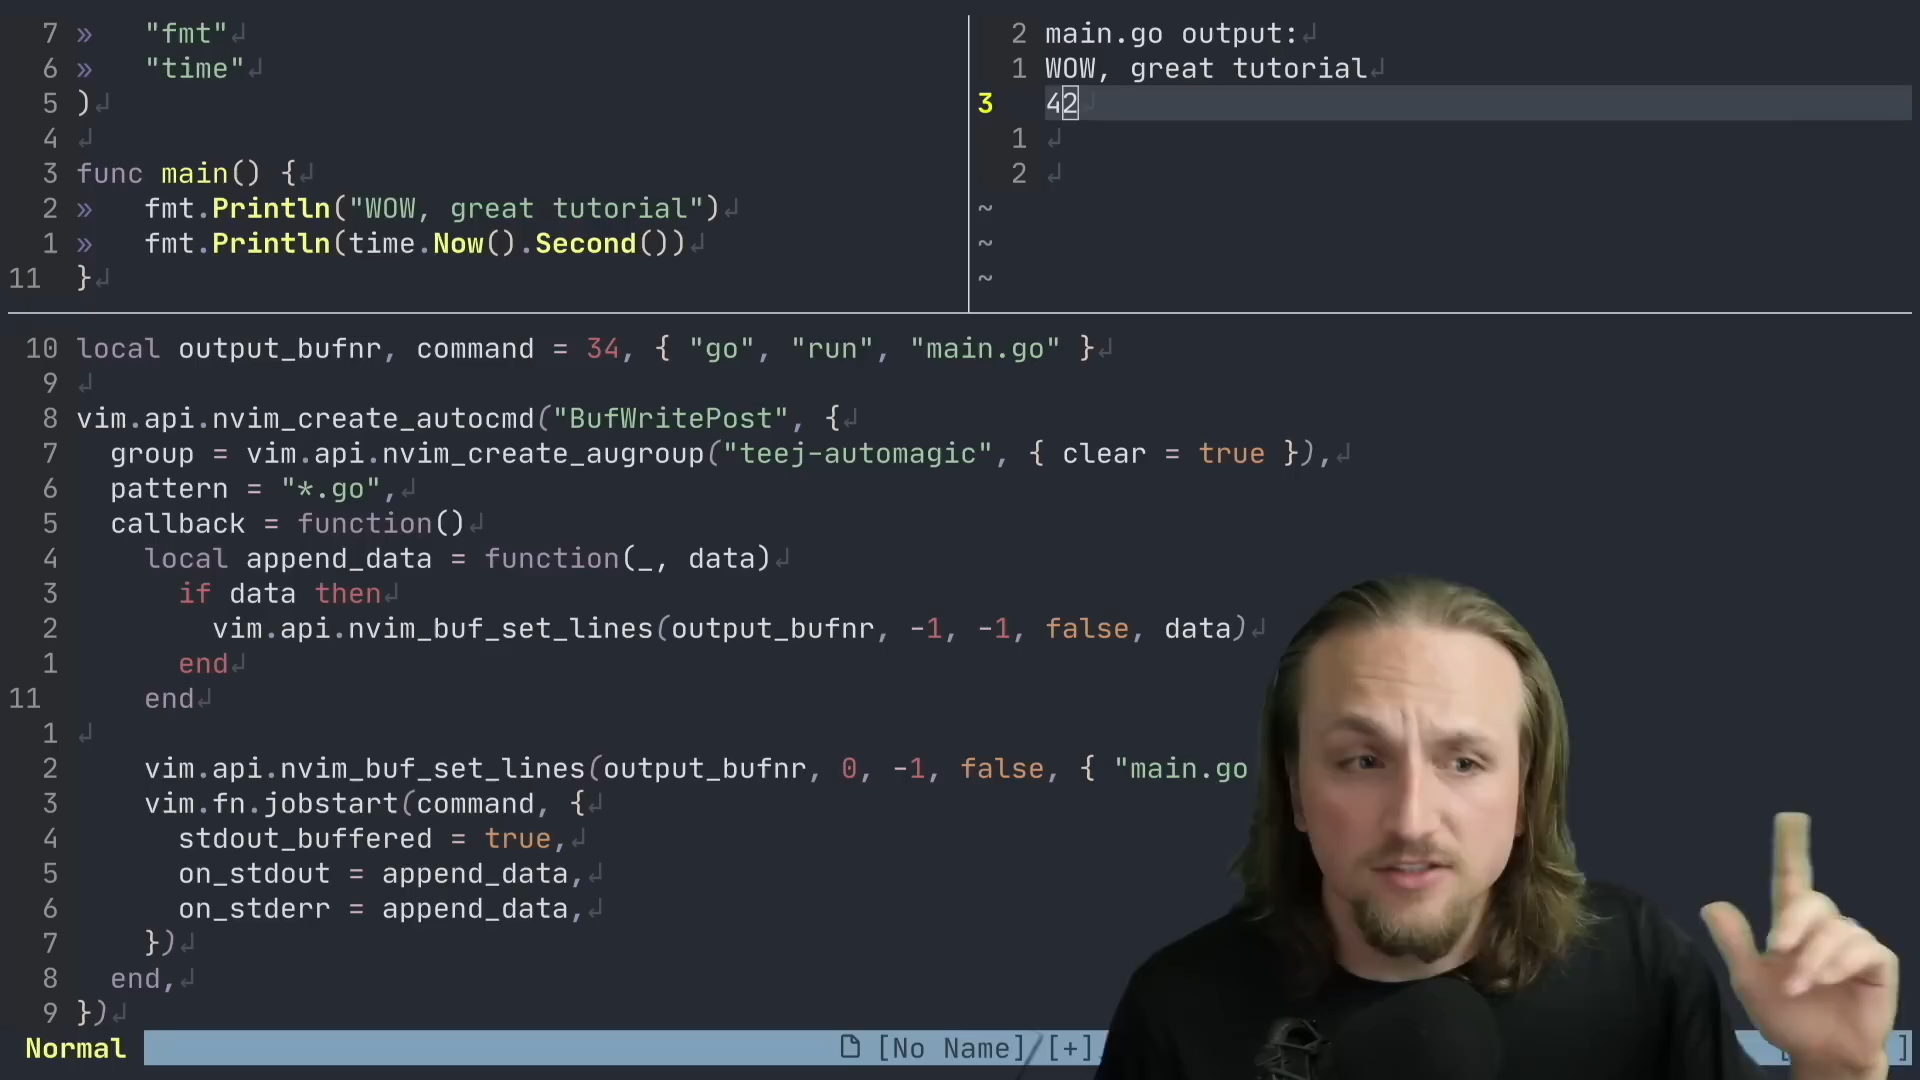 7 »   "fmt"↲
6 »   "time"↲
5 )↲
4 ↲
3 func main() {↲
2 »   fmt.Println("WOW, great tutorial")↲
1 »   fmt.Println(time.Now().Second())↲
11 }↲
2 main.go output:↲
1 WOW, great tutorial↲
3 42↲
1 ↲
2 ↲
~
~
~
10 local output_bufnr, command = 34, { "go", "run", "main.go" }↲
9 ↲
8 vim.api.nvim_create_autocmd("BufWritePost", {↲
7   group = vim.api.nvim_create_augroup("teej-automagic", { clear = true }),↲
6   pattern = "*.go",↲
5   callback = function()↲
4     local append_data = function(_, data)↲
3       if data then↲
2         vim.api.nvim_buf_set_lines(output_bufnr, -1, -1, false, data)↲
1       end↲
11     end↲
1 ↲
2     vim.api.nvim_buf_set_lines(output_bufnr, 0, -1, false, { "main.go
3     vim.fn.jobstart(command, {↲
4       stdout_buffered = true,↲
5       on_stdout = append_data,↲
6       on_stderr = append_data,↲
7     })↲
8   end,↲
9 })↲
Normal [No Name] [+]